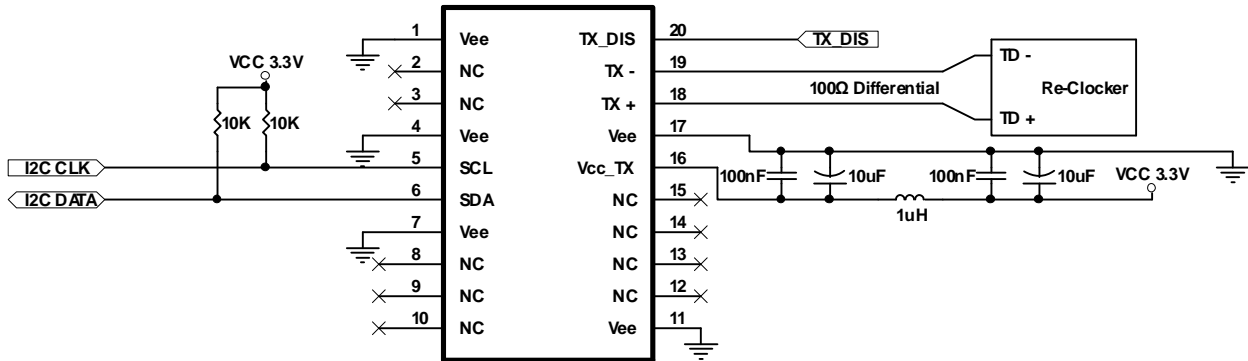 1 Vee TX_DIS 20 TX_DIS
VCC 3.3V
2 NC TX - 19 TD -
3 NC TX + 18 100Ω Differential Re-Clocker
10K 10K TD +
4 Vee Vee 17
I2C CLK 5 SCL Vcc_TX 16 100nF 10uF 100nF 10uF VCC 3.3V
I2C DATA 6 SDA NC 15
1uH
7 Vee NC 14
8 NC NC 13
9 NC NC 12
10 NC Vee 11